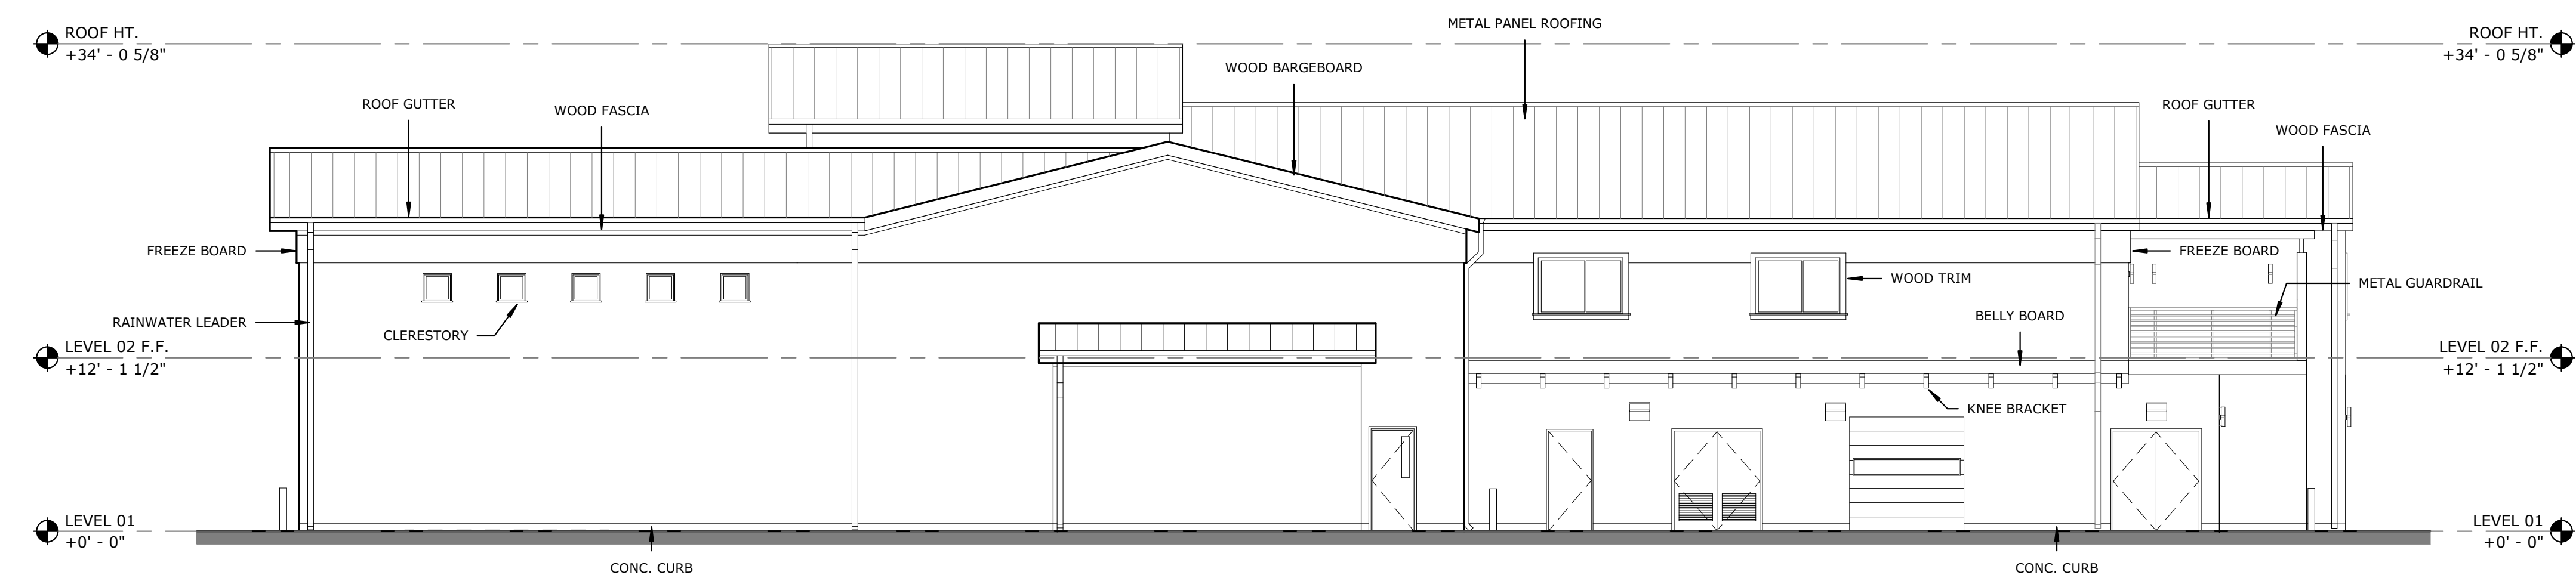 METAL PANEL ROOFING
ROOF HT.
+34' - 0 5/8"
ROOF HT.
+34' - 0 5/8"
WOOD BARGEBOARD
ROOF GUTTER
WOOD FASCIA
ROOF GUTTER
WOOD FASCIA
FREEZE BOARD
FREEZE BOARD
WOOD TRIM
METAL GUARDRAIL
RAINWATER LEADER
CLERESTORY
BELLY BOARD
LEVEL 02 F.F.
+12' - 1 1/2"
LEVEL 02 F.F.
+12' - 1 1/2"
KNEE BRACKET
LEVEL 01
+0' - 0"
LEVEL 01
+0' - 0"
CONC. CURB
CONC. CURB